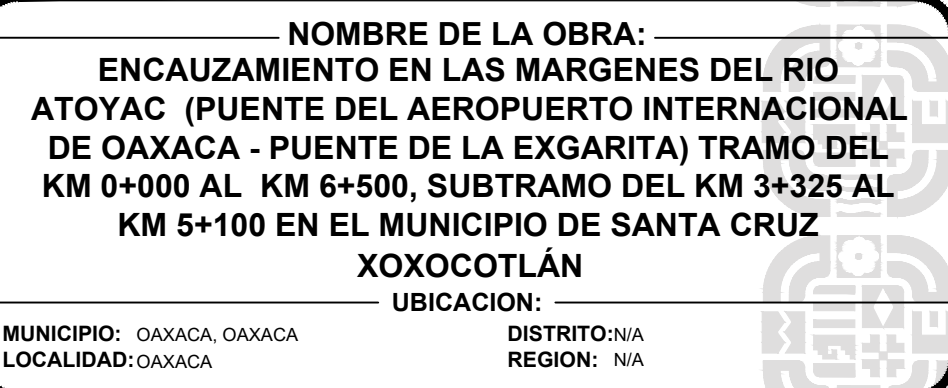 NOMBRE DE LA OBRA:
ENCAUZAMIENTO EN LAS MARGENES DEL RIO
ATOYAC (PUENTE DEL AEROPUERTO INTERNACIONAL
DE OAXACA - PUENTE DE LA EXGARITA) TRAMO DEL
KM 0+000 AL KM 6+500, SUBTRAMO DEL KM 3+325 AL
KM 5+100 EN EL MUNICIPIO DE SANTA CRUZ
XOXOCOTLÁN
UBICACION:
MUNICIPIO: OAXACA, OAXACA DISTRITO:N/A
LOCALIDAD:OAXACA REGION: N/A